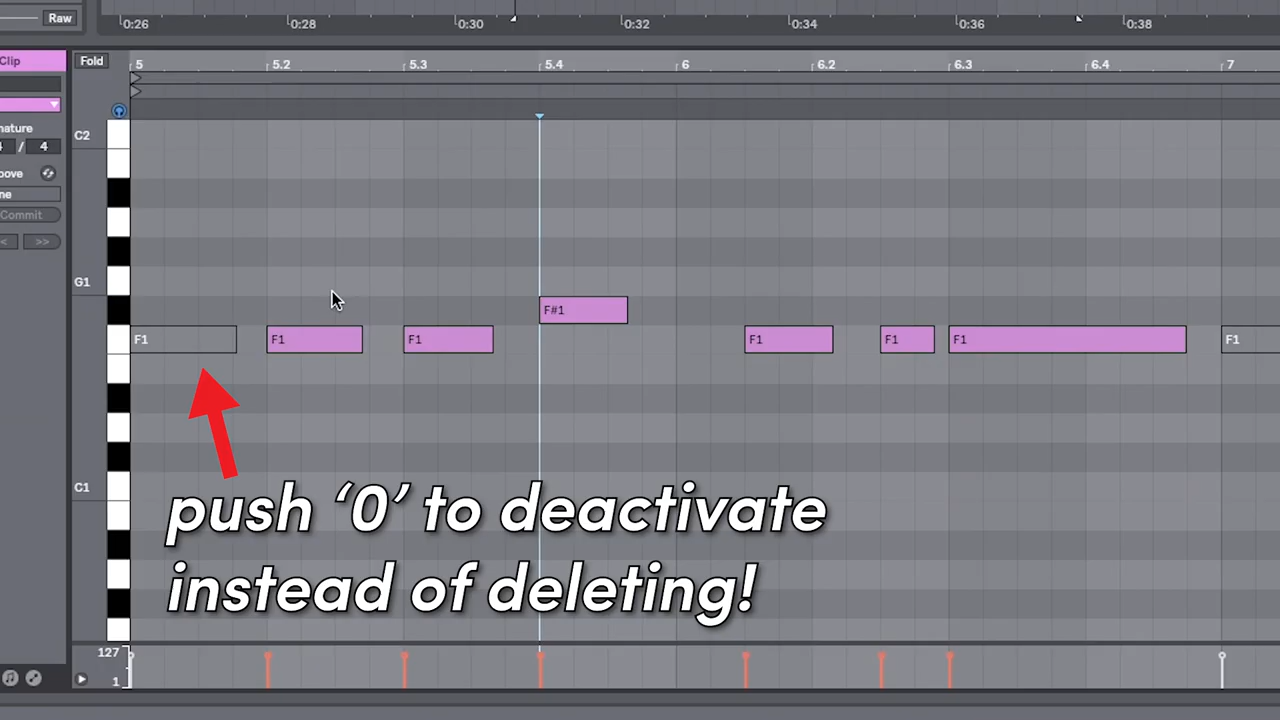 Raw
0:26 0:28 0:30 0:32 0:34 0:36 0:38
Clip
Fold
5 5.2 5.3 5.4 6 6.2 6.3 6.4 7
C2
nature
/ 4
oove
ne
Commit
< >>
G1
F#1
F1 F1 F1 F1 F1 F1 F1
C1
push ‘0’ to deactivate
instead of deleting!
127
1